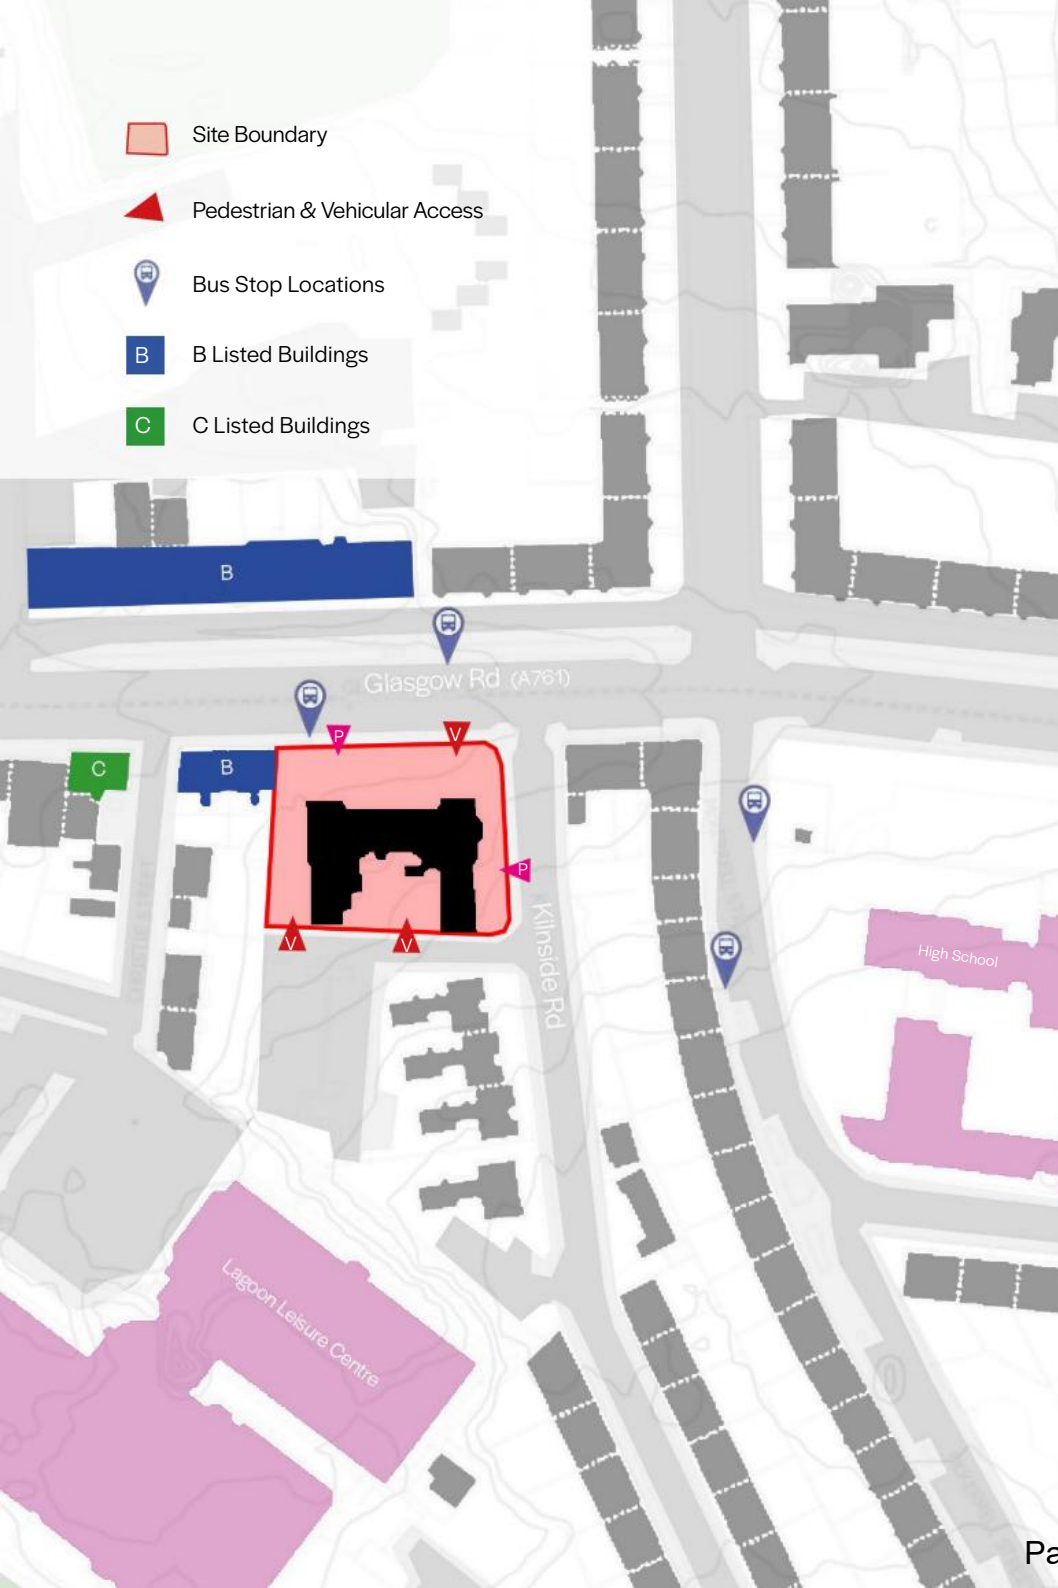 Site Boundary
Pedestrian & Vehicular Access
Bus Stop Locations
B
B Listed Buildings
C
C Listed Buildings
B
Glasgow Rd (A761)
P
V
C
B
P
Kilnside Rd
V
V
High School
Lagoon Leisure Centre
Pa